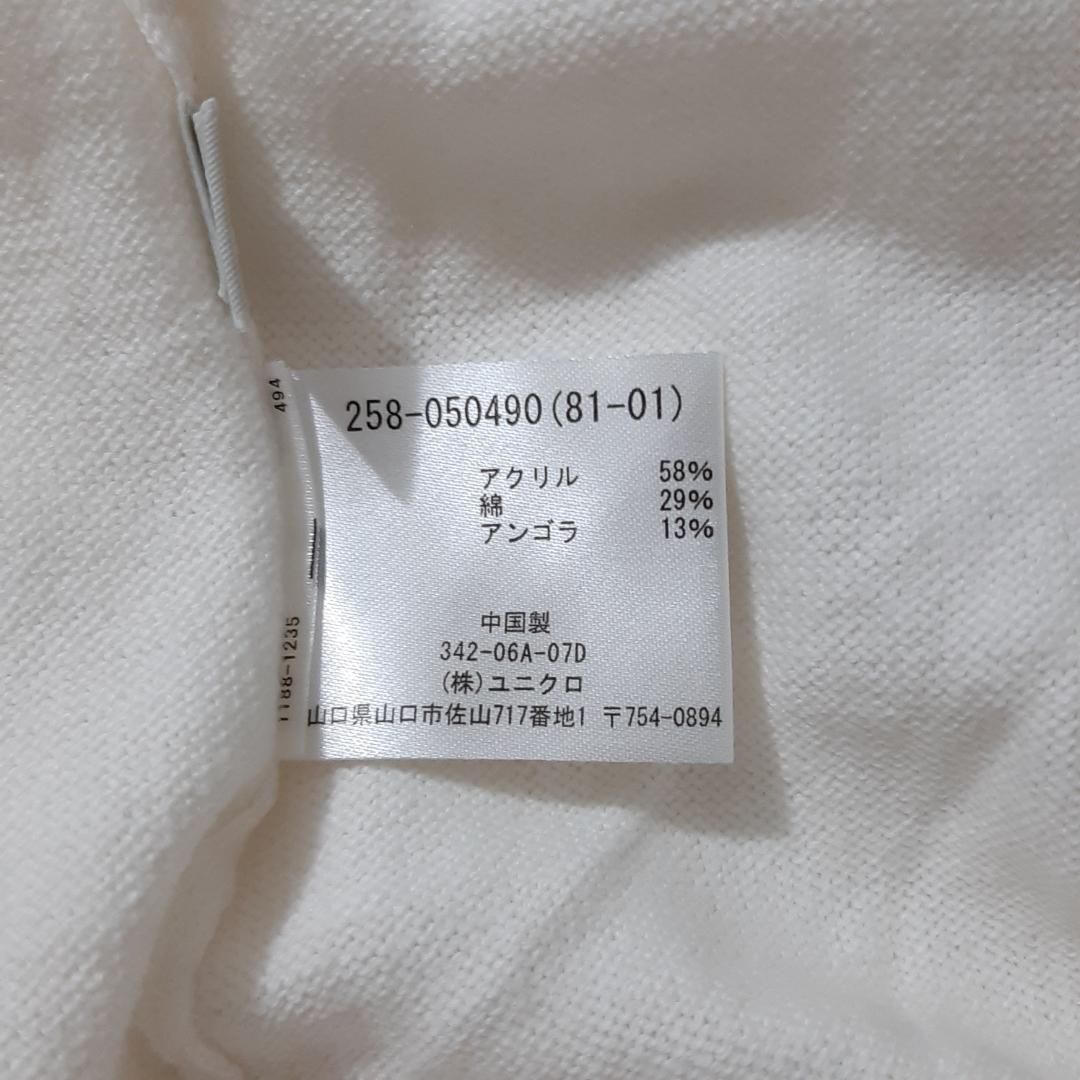 258-050490(81-01)
アクリル 58%
綿 29%
アンゴラ 13%
中国製
342-06A-07D
(株)ユニクロ
山口県山口市佐山717番地1 〒754-0894
494
1188-1235